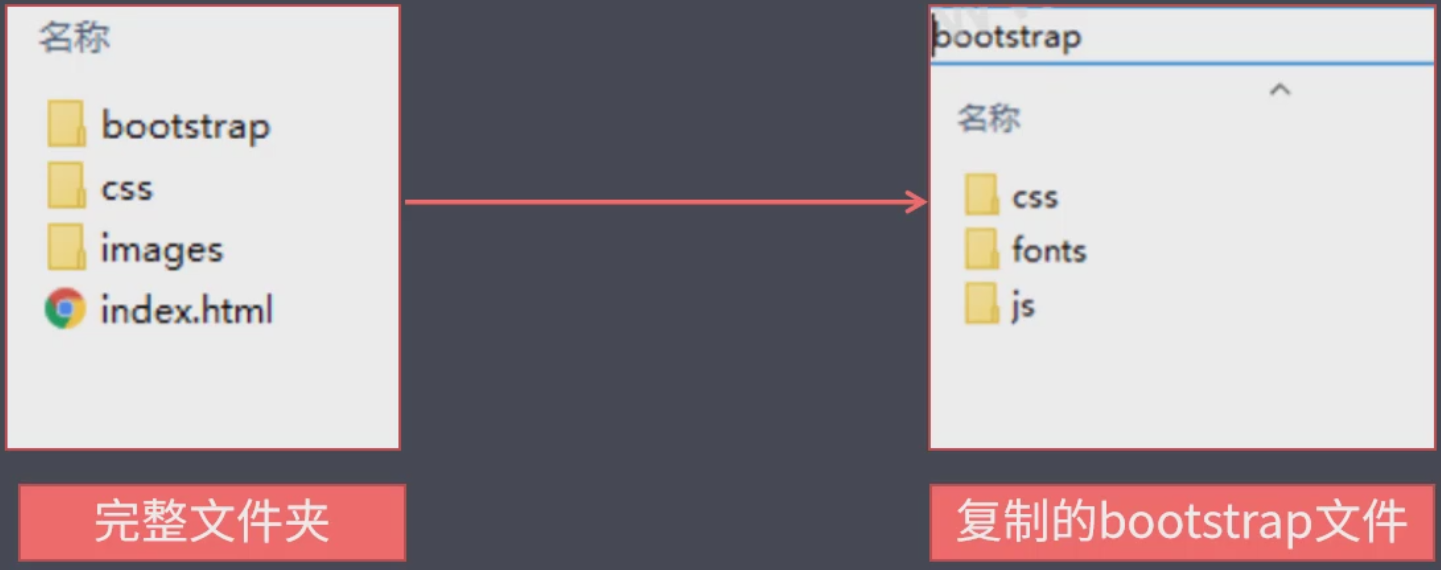 名称
bootstrap
css
images
index.html
完整文件夹
bootstrap
名称
css
fonts
js
复制的bootstrap文件